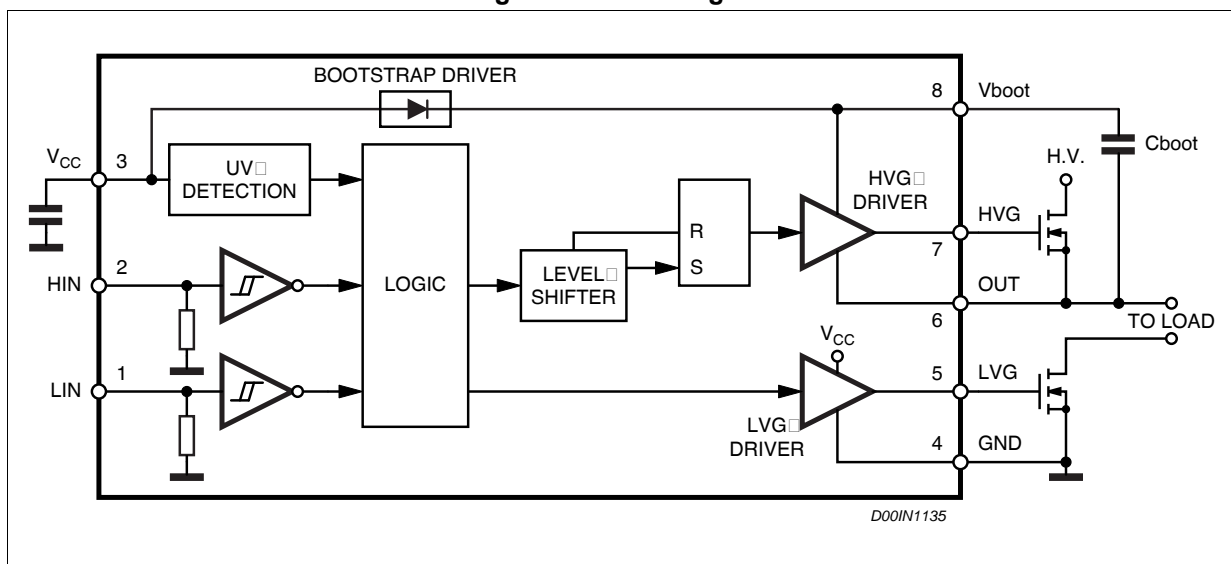 BOOTSTRAP DRIVER
8 Vboot
VCC
3
UV
DETECTION
Cboot
H.V.
HVG
DRIVER
HVG
7
R
S
LEVEL
SHIFTER
LOGIC
2
HIN
OUT
6
TO LOAD
VCC
1
LIN
5 LVG
LVG
DRIVER
4 GND
D00IN1135